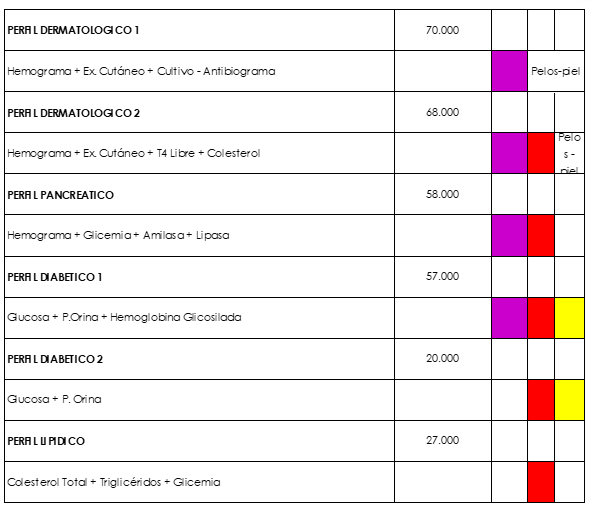 PERFIL DERMATOLOGICO 1 70.000
Hemograma + Ex. Cutáneo + Cultivo - Antibiograma Pelos-piel
PERFIL DERMATOLOGICO 2 68.000
Hemograma + Ex. Cutáneo + T4 Libre + Colesterol
Pelo
s -
piel
PERFIL PANCREATICO 58.000
Hemograma + Glicemia + Amilasa + Lipasa
PERFIL DIABETICO 1 57.000
Glucosa + P.Orina + Hemoglobina Glicosilada
PERFIL DIABETICO 2 20.000
Glucosa + P. Orina
PERFIL LIPIDICO 27.000
Colesterol Total + Triglicéridos + Glicemia